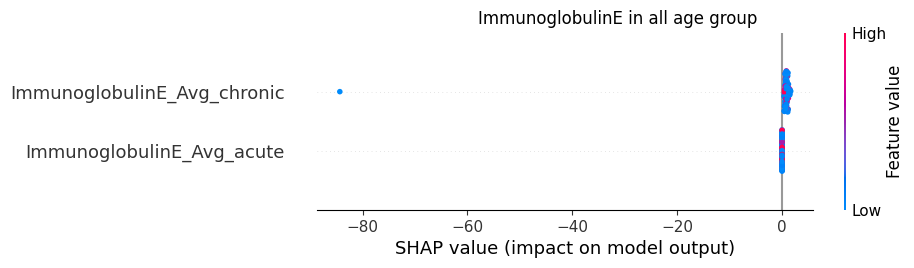 ImmunoglobulinE in all age group
High
ImmunoglobulinE_Avg_chronic
ImmunoglobulinE_Avg_acute
Feature value
Low
−80 −60 −40 −20 0
SHAP value (impact on model output)